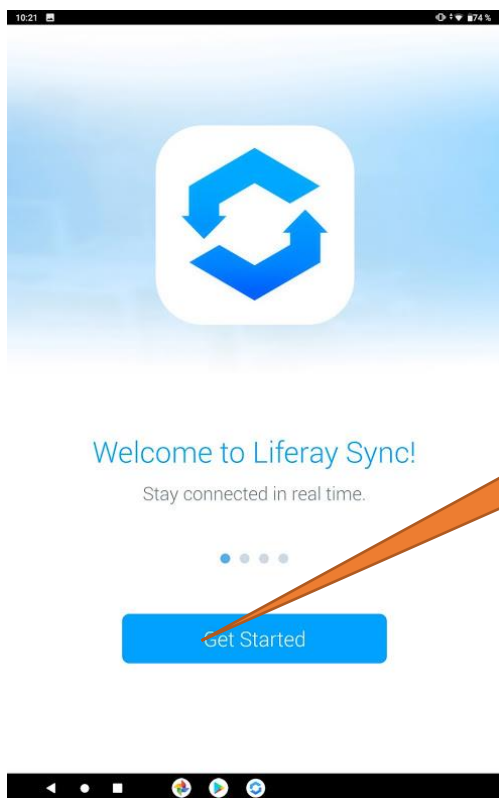 10:21
74 %
Welcome to Liferay Sync!
Stay connected in real time.
Get Started